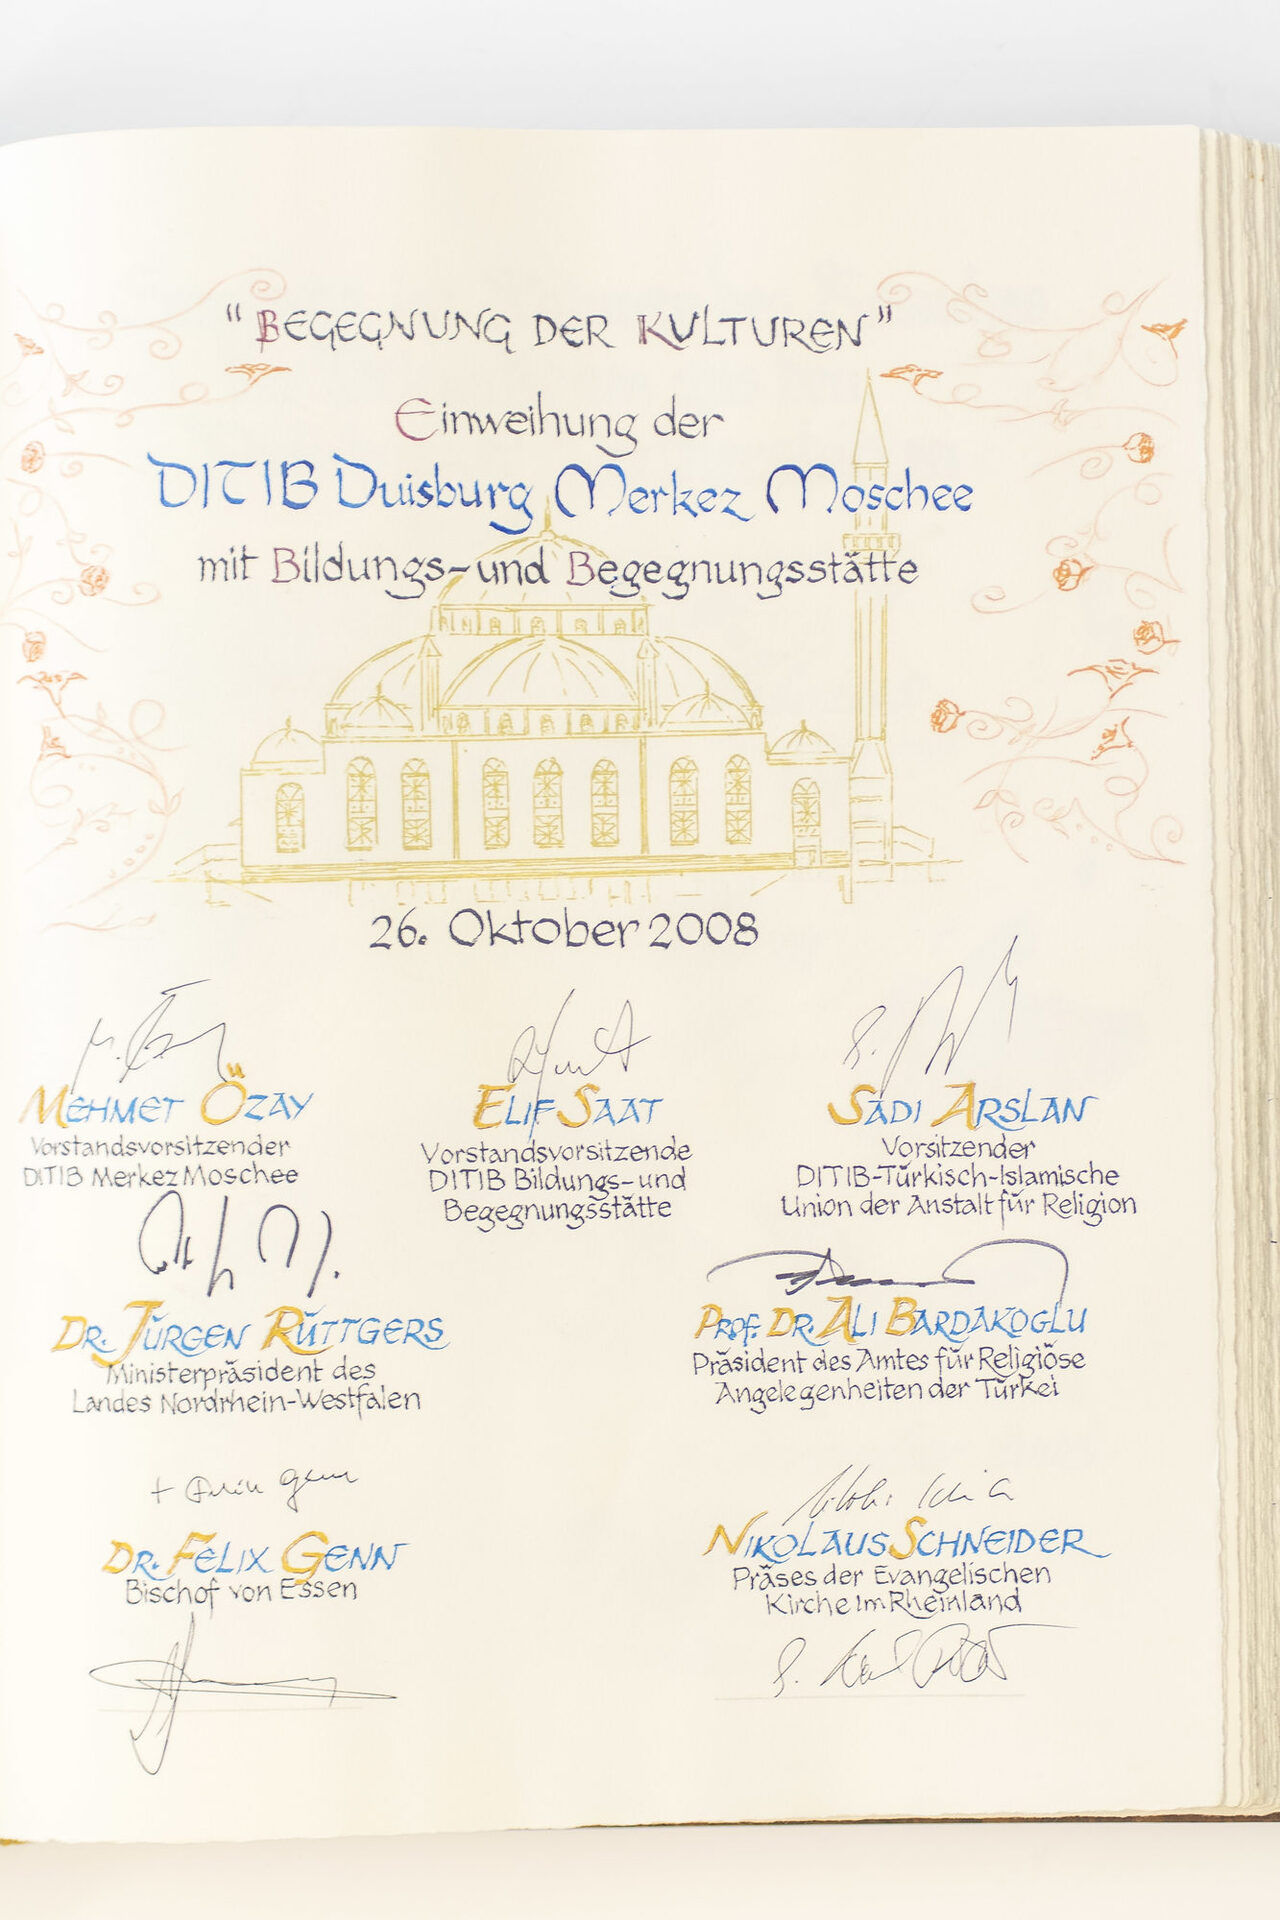 "BEGEGNUNG DER KULTUREN"
Einweihung der
DITIB Duisburg Merkez Moschee
mit Bildungs- und Begegnungsstätte
26. Oktober 2008
MEHMET ÖZAY
Vorstandsvorsitzender
DITIB Merkez Moschee
ELIF SAAT
Vorstandsvorsitzende
DITIB Bildungs- und
Begegnungsstätte
SADI ARSLAN
Vorsitzender
DITIB-Türkisch-Islamische
Union der Anstalt für Religion
DR. JÜRGEN RÜTTGERS
Ministerpräsident des
Landes Nordrhein-Westfalen
PROF. DR. ALI BARDAKOGLU
Präsident des Amtes für Religiöse
Angelegenheiten der Türkei
DR. FELIX GENN
Bischof von Essen
NIKOLAUS SCHNEIDER
Präses der Evangelischen
Kirche im Rheinland